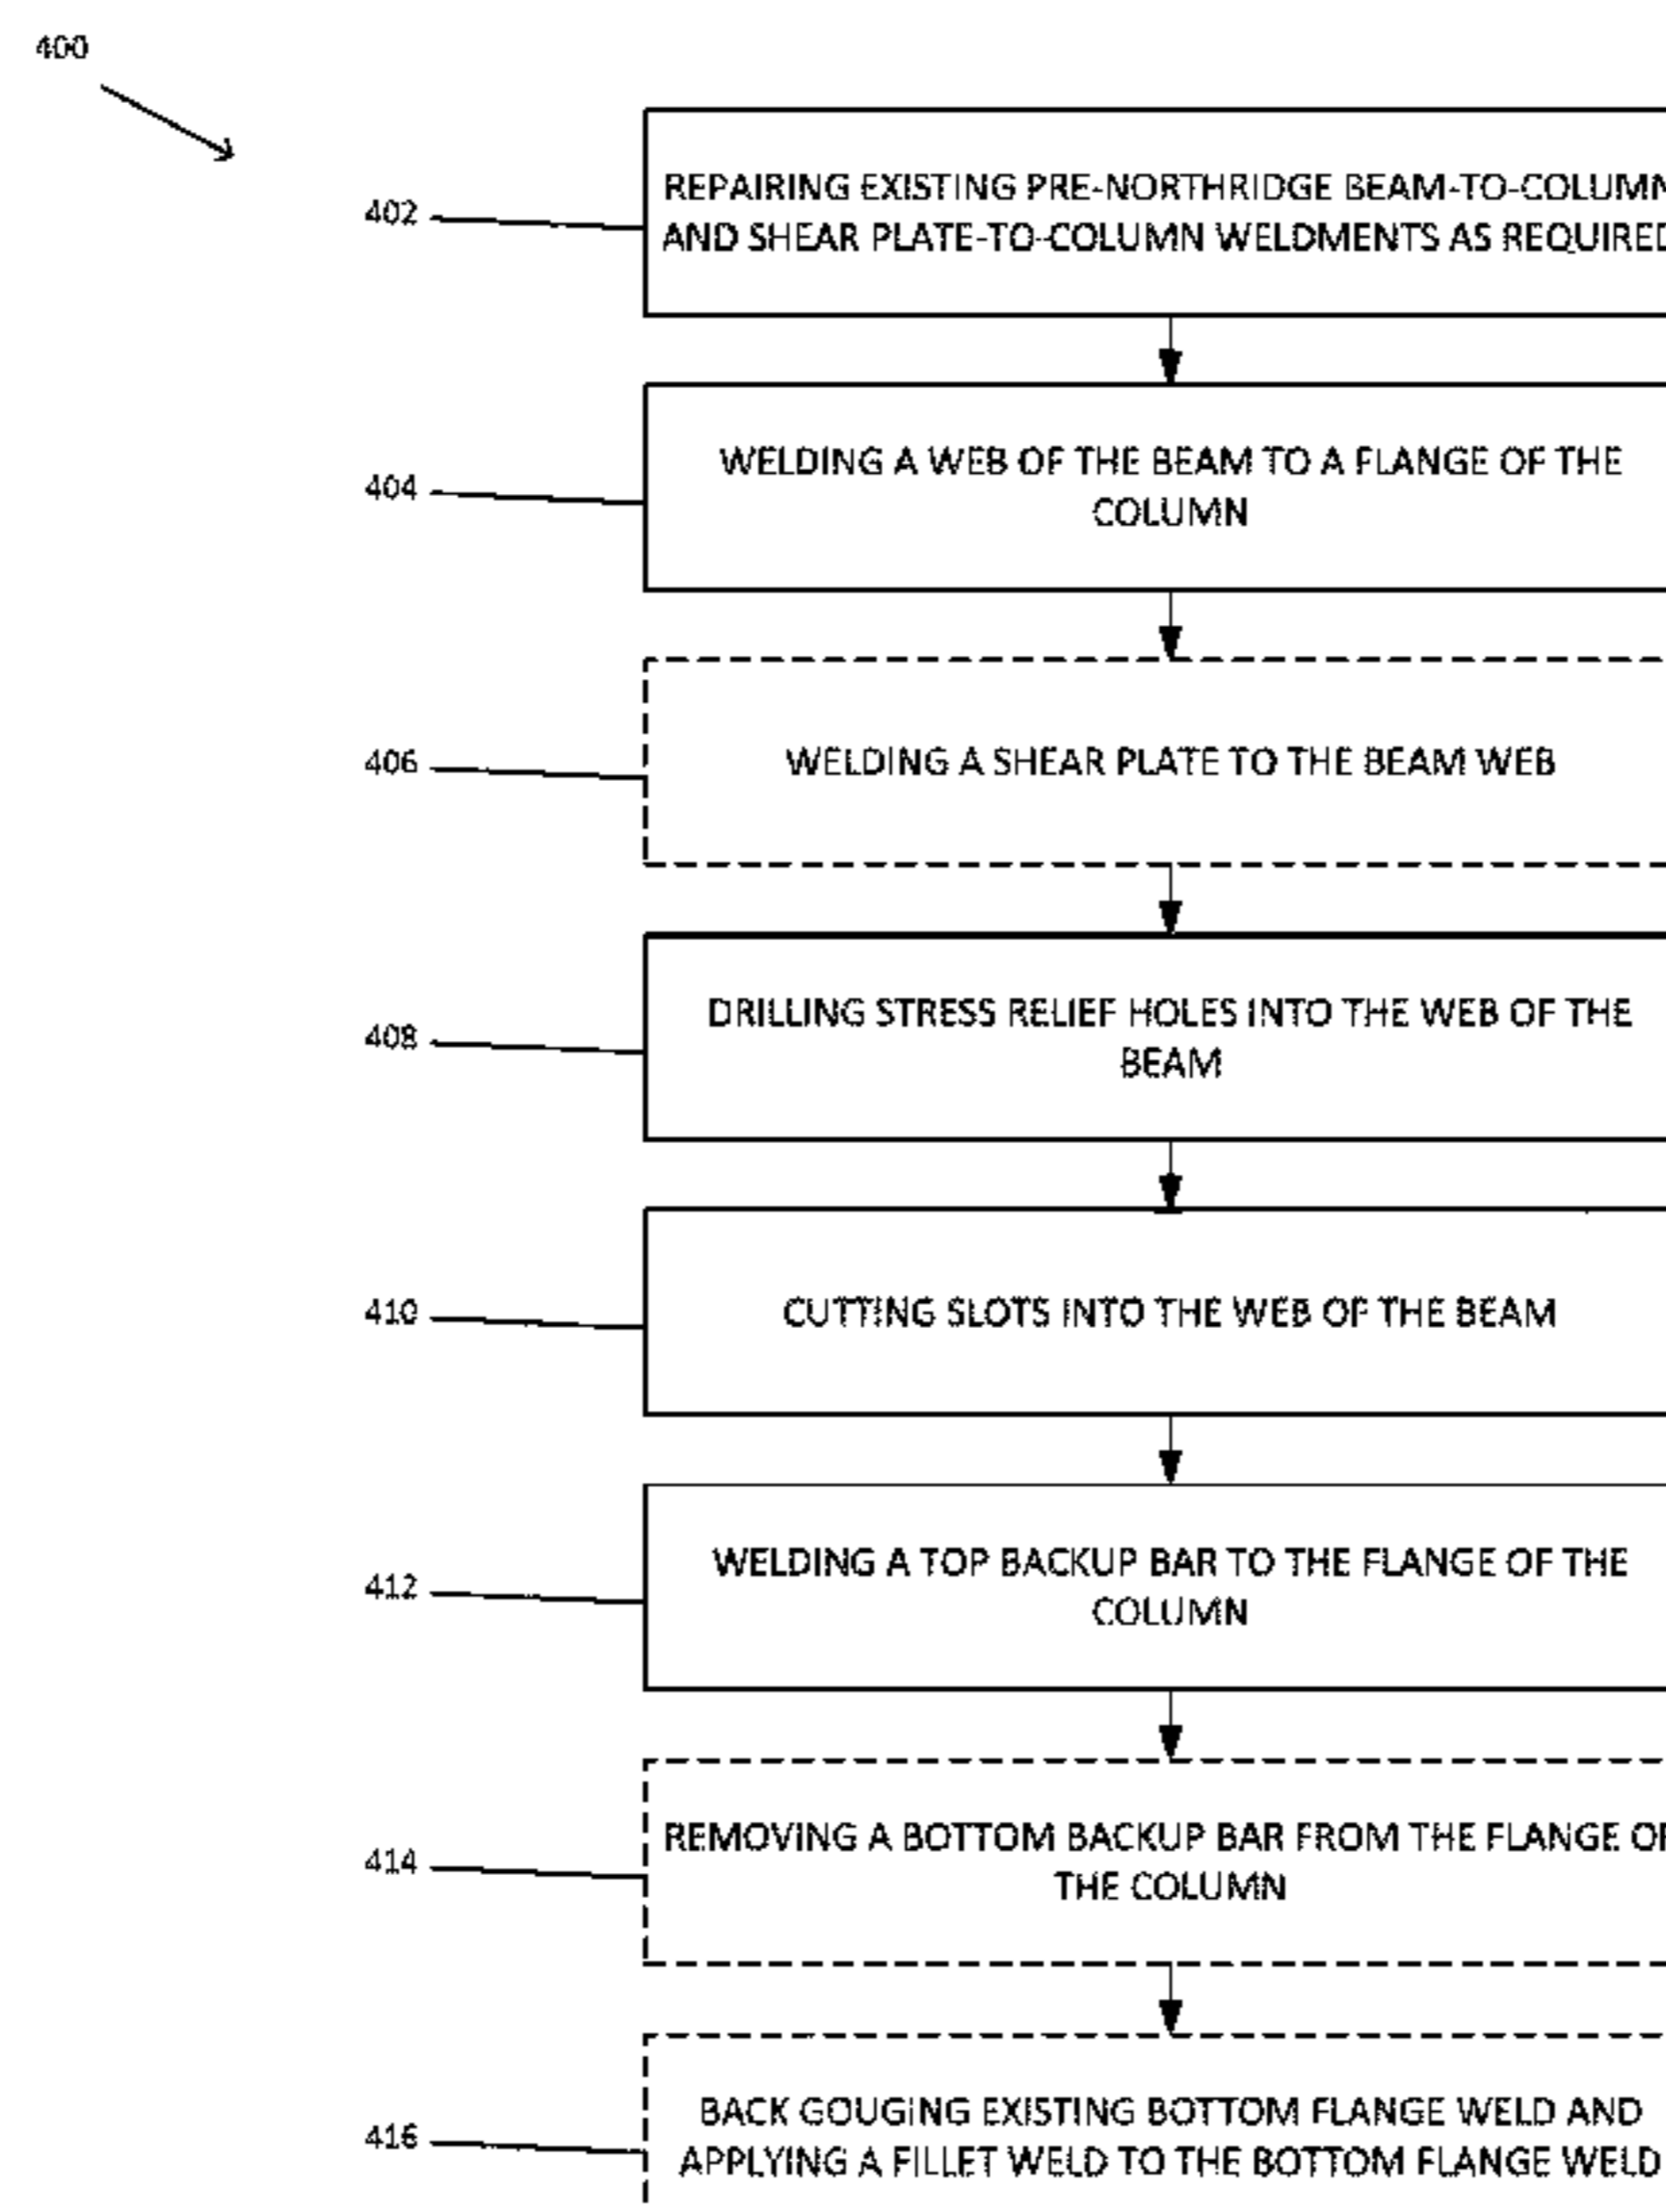 400
402
REPAIRING EXISTING PRE-NORTHRIDGE BEAM-TO-COLUMN
AND SHEAR PLATE-TO-COLUMN WELDMENTS AS REQUIRED
404
WELDING A WEB OF THE BEAM TO A FLANGE OF THE
COLUMN
406
WELDING A SHEAR PLATE TO THE BEAM WEB
408
DRILLING STRESS RELIEF HOLES INTO THE WEB OF THE
BEAM
410
CUTTING SLOTS INTO THE WEB OF THE BEAM
412
WELDING A TOP BACKUP BAR TO THE FLANGE OF THE
COLUMN
414
REMOVING A BOTTOM BACKUP BAR FROM THE FLANGE OF
THE COLUMN
416
BACK GOUGING EXISTING BOTTOM FLANGE WELD AND
APPLYING A FILLET WELD TO THE BOTTOM FLANGE WELD